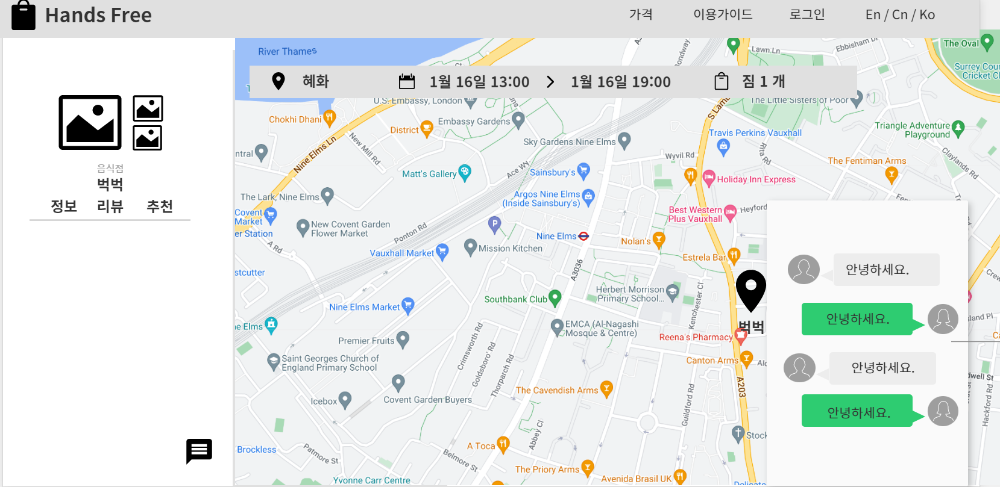 Hands Free
가격
이용가이드
로그인
En / Cn / Ko
River Thames
Lawn Ln
Ebbisham Dr
The Oval
Surrey Coun
Cricket Cl
혜화
1월 16일 13:00
1월 16일 19:00
짐 1 개
U.S. Embassy, London
The Little Sisters of Poor
S Lamb
Chokhi Dhani
District
Embassy Gardens
Sky Gardens Nine Elms
Travis Perkins Vauxhall
Triangle Adventure
Playground
Nine Elms Ln
New Mill Rd
ntral
Wyvil Rd
Rita Rd
Claylands Rd
The Fentiman Arms
음식점
벅벅
정보
리뷰
추천
Matt's Gallery
Ace Wy.
Sainsbury's
Holiday Inn Express
The Lark, Nine Elms
Argos Nine Elms
(Inside Sainsbury's)
Covent
Market
er Station
Best Western
Plus Vauxhall
Heyford
New Covent Garden
Flower Market
Ponton Rd
P
Nine Elms
Nolan's
A Rd
Vauxhall Market
Mission Kitchen
Estrela Bar
A3036
stcutter
안녕하세요.
Crew
Herbert Morrison
Primary School...
Kenchester Cl
Southbank Club
Nine Elms Market
안녕하세요.
sland Pl
e Elms
EMCA (Al-Nagashi
Mosque & Centre)
벅벅
Reena's Pharmacy
Premier Fruits
Crimsworth Rd
Goldsboro' Rd
Thorparch Rd
Saint Georges Church of
England Primary School
Canton Arms
안녕하세요.
dwell St
A203
Icebox
Covent Garden Buyers
The Cavendish Arms
Guildford Rd
Hackford Rd
안녕하세요.
Abbey Cl
Stock
Brockless
Patmore St
Belmore St
A Toca
The Priory Arms
Avenida Brasil UK
Yvonne Carr Centre
Delicate